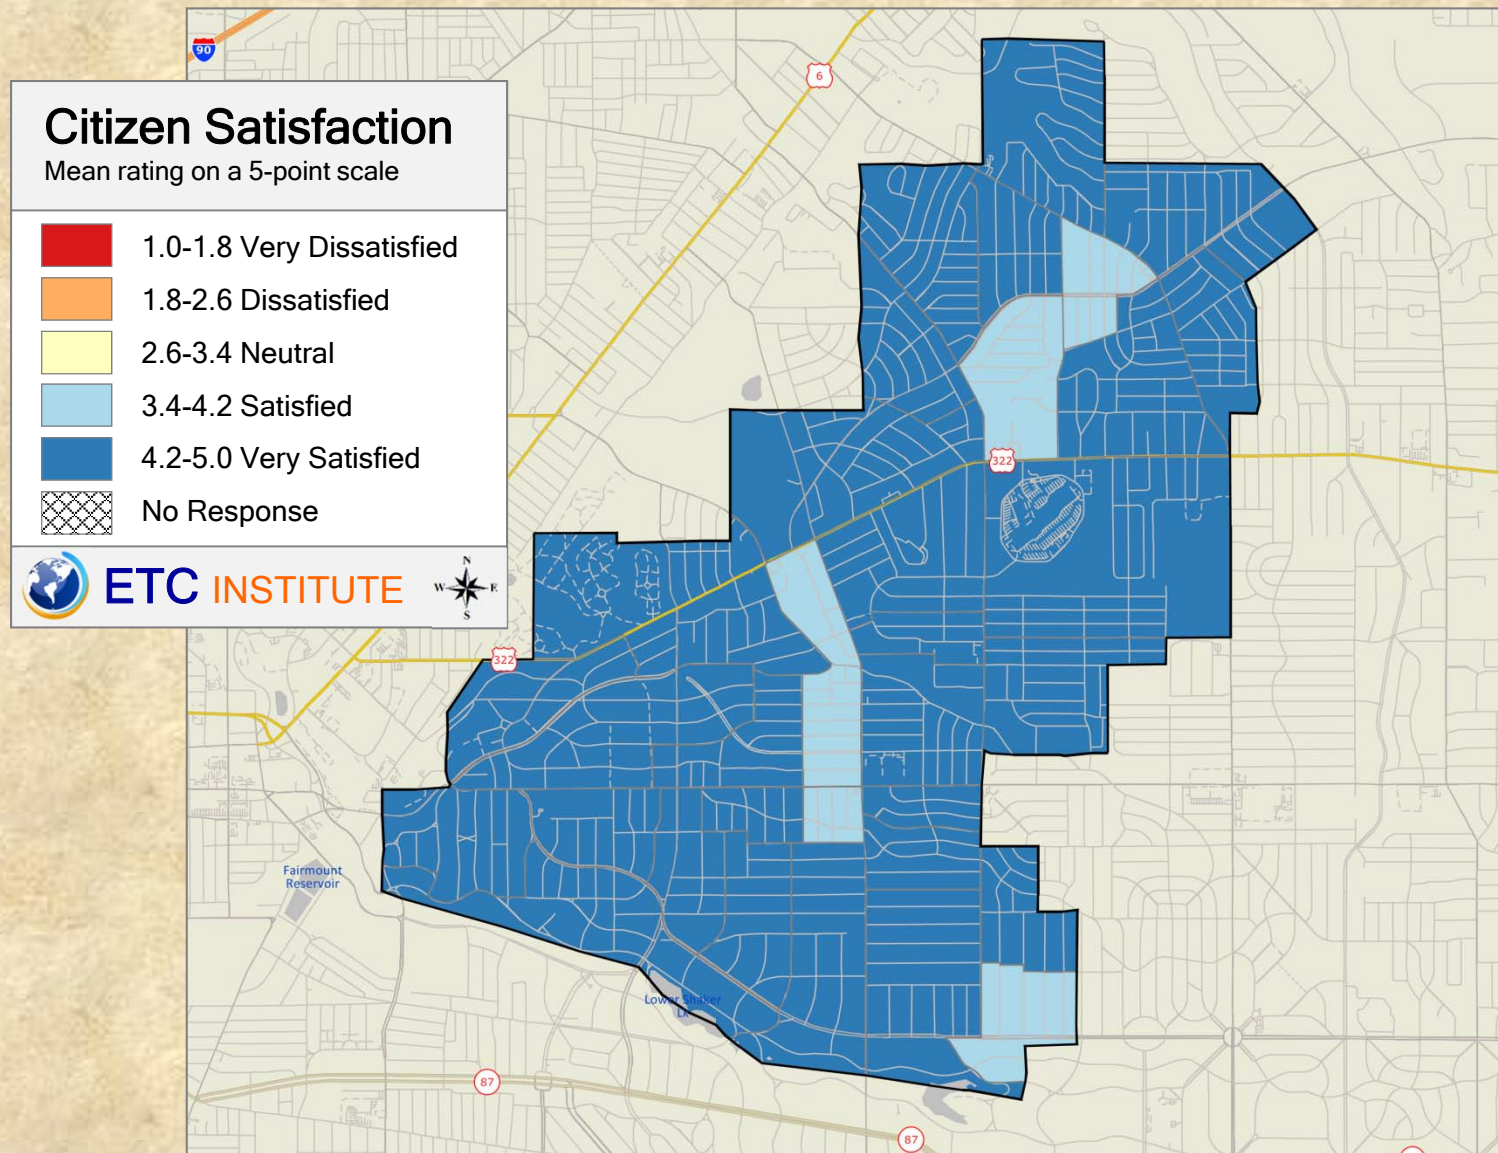 90
6
Citizen Satisfaction
Mean rating on a 5-point scale
1.0-1.8 Very Dissatisfied
1.8-2.6 Dissatisfied
2.6-3.4 Neutral
3.4-4.2 Satisfied
4.2-5.0 Very Satisfied
No Response
ETC INSTITUTE
N
W
E
S
322
322
Fairmount
Reservoir
Lower Shaker
Lk
87
87